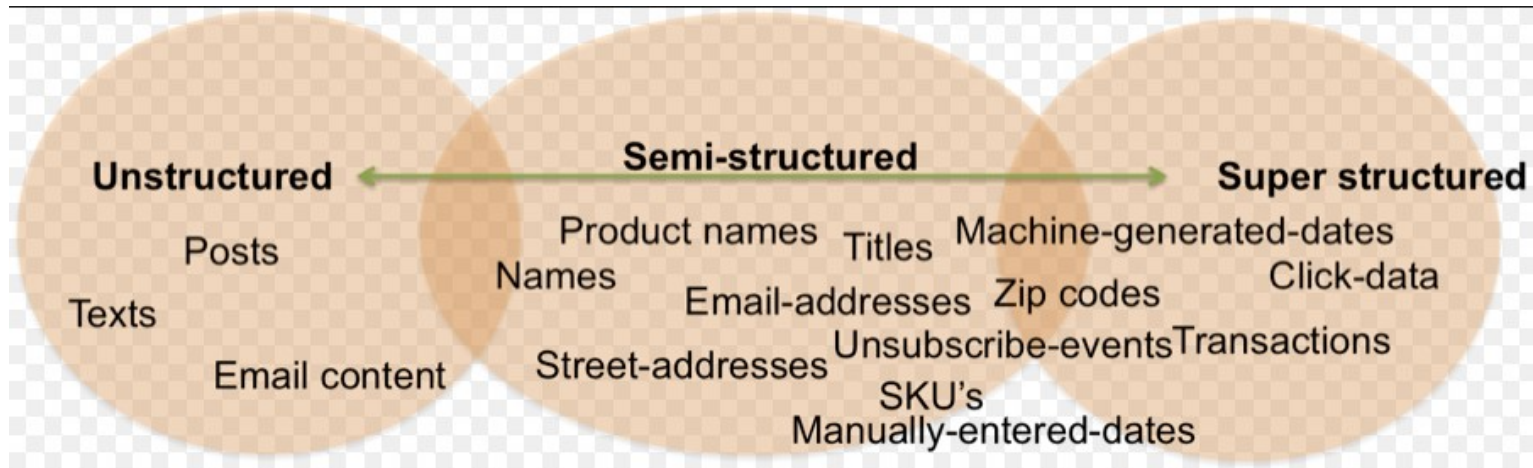 Unstructured
Semi-structured
Super structured
Posts
Texts
Email content
Product names
Titles
Names
Email-addresses
Street-addresses
Unsubscribe-events
SKU's
Manually-entered-dates
Machine-generated-dates
Zip codes
Click-data
Transactions